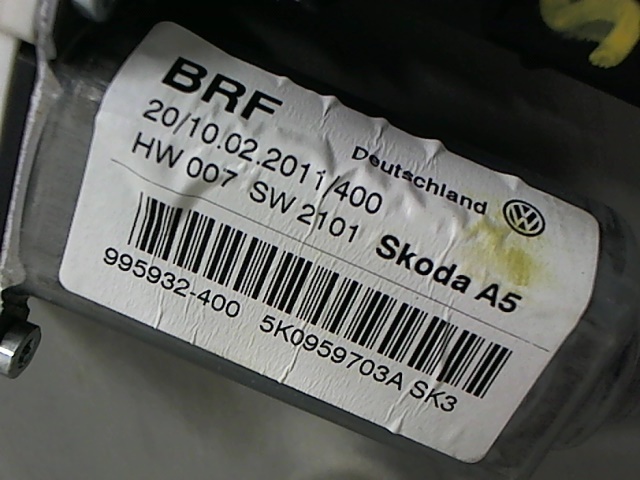 BRF
20/10.02.2011/400
Deutschland
HW 007 SW 2101 Skoda A5
995932-400 5K0959703A SK3